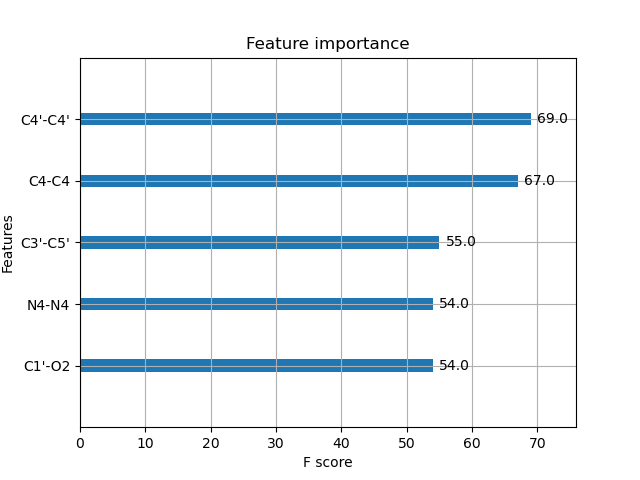 Feature importance
Features
C4'-C4'
69.0
C4-C4
67.0
C3'-C5'
55.0
N4-N4
54.0
C1'-O2
54.0
0 10 20 30 40 50 60 70
F score